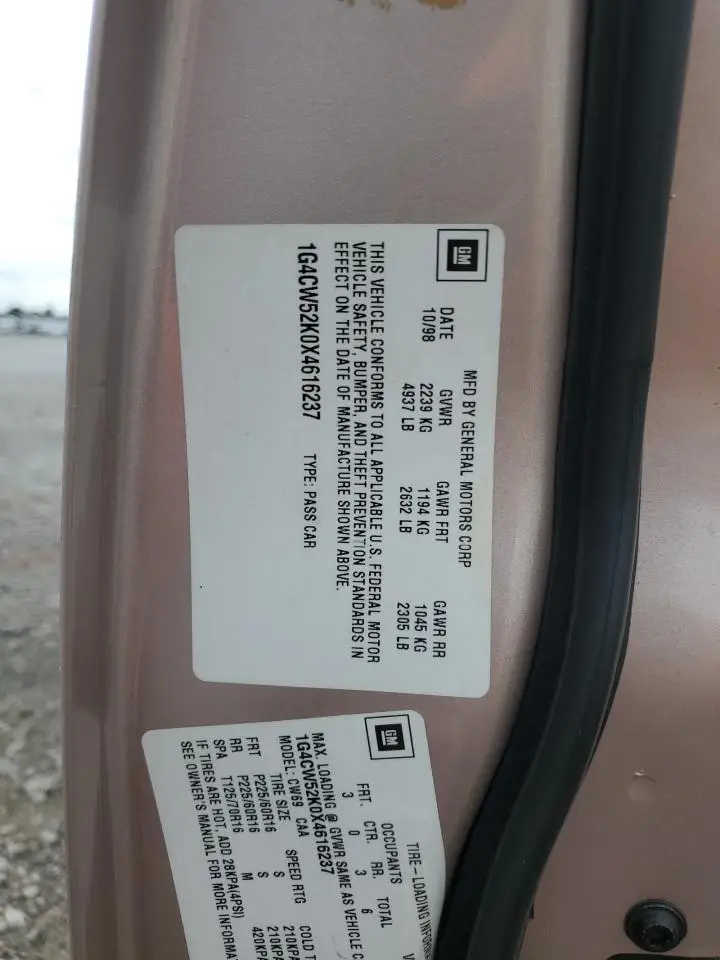 GM
MFD BY GENERAL MOTORS CORP
DATE GVWR GAWR FRT GAWR RR
10/98 2239 KG 1194 KG 1045 KG
4937 LB 2632 LB 2305 LB
THIS VEHICLE CONFORMS TO ALL APPLICABLE U.S. FEDERAL MOTOR
VEHICLE SAFETY, BUMPER, AND THEFT PREVENTION STANDARDS IN
EFFECT ON THE DATE OF MANUFACTURE SHOWN ABOVE.
1G4CW52K0X4616237 TYPE: PASS CAR
GM
TIRE-LOADING
OCCUPANTS
FRT. CTR. RR. TOTAL
3 0 3 6
MAX. LOADING @ GVWR SAME AS VEHICLE
1G4CW52K0X4616237
MODEL: CW69 CAA
TIRE SIZE SPEED RTG COLD
FRT P225/60R16 S 210KPA
RR P225/60R16 S 210KPA
SPA T125/70R16 M 420KPA
IF TIRES ARE HOT, ADD 28KPA(4PSI)
SEE OWNER'S MANUAL FOR MORE